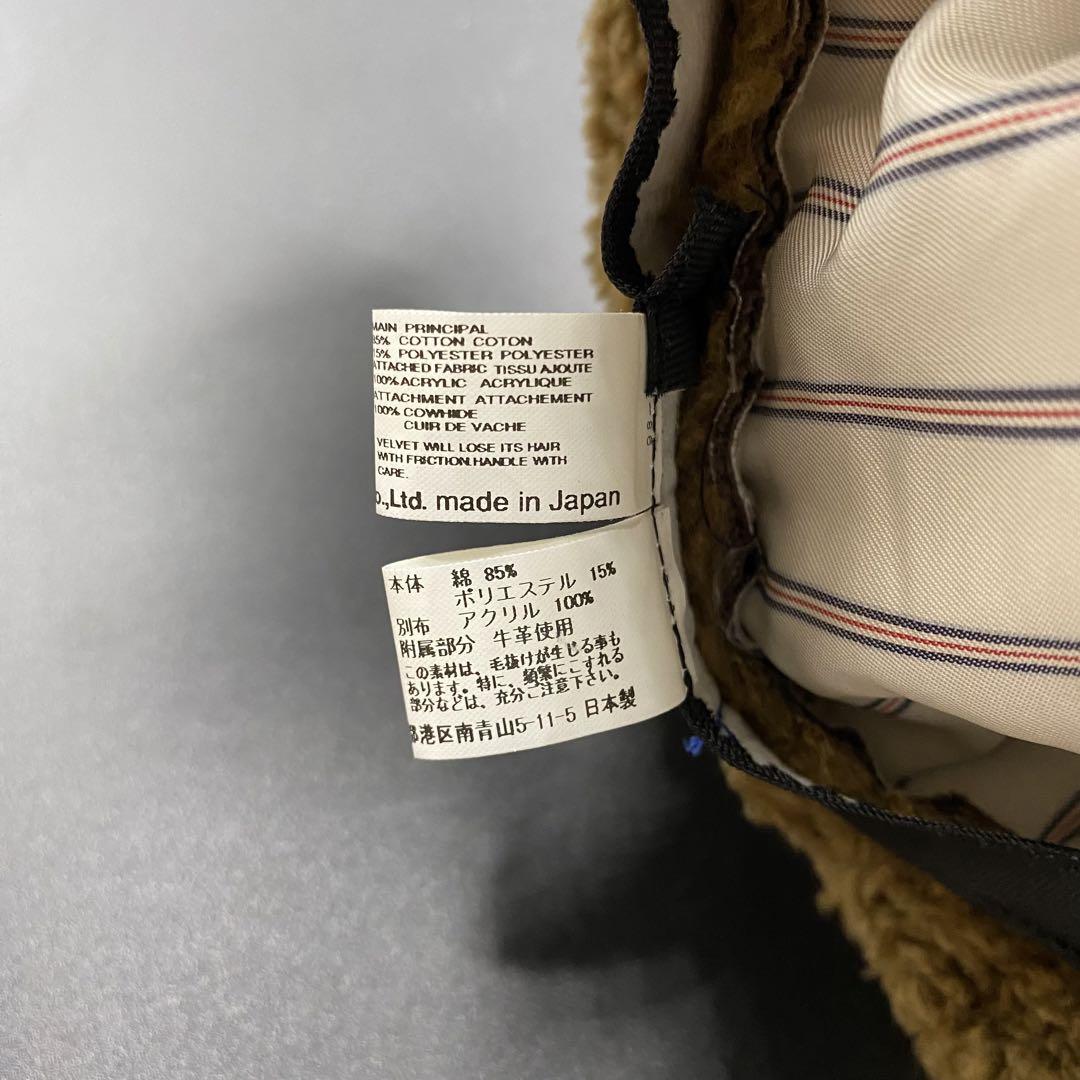 MAIN PRINCIPAL
85% COTTON COTON
15% POLYESTER POLYESTER
ATTACHED FABRIC TISSU AJOUTE
100% ACRYLIC ACRYLIQUE
ATTACHMENT ATTACHEMENT
100% COWHIDE
CUIR DE VACHE
VELVET WILL LOSE ITS HAIR
WITH FRICTION.HANDLE WITH
CARE.
o.,Ltd. made in Japan
本体 綿 85%
ポリエステル 15%
別布 アクリル 100%
附属部分 牛革使用
この素材は、毛抜けが生じる事も
あります。特に、頻繁にこすれる
部分などは、充分ご注意下さい。
都港区南青山5-11-5 日本製